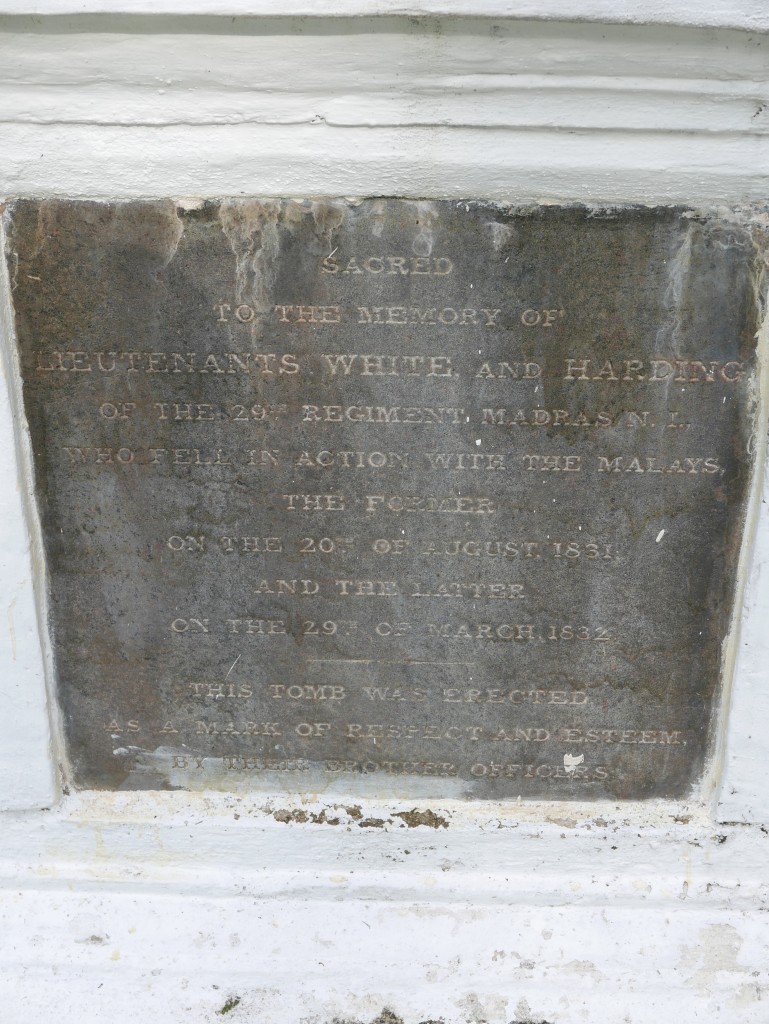 SACRED
TO THE MEMORY OF
LIEUTENANTS WHITE AND HARDING
OF THE 29TH REGIMENT MADRAS N. I.,
WHO FELL IN ACTION WITH THE MALAYS,
THE FORMER
ON THE 20TH OF AUGUST, 1831,
AND THE LATTER
ON THE 29TH OF MARCH, 1832
THIS TOMB WAS ERECTED
AS A MARK OF RESPECT AND ESTEEM,
BY THEIR BROTHER OFFICERS